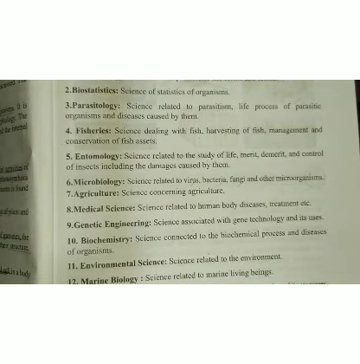 2.Biostatistics: Science of statistics of organisms.
3.Parasitology: Science related to parasitism, life process of parasitic
organisms and diseases caused by them.
4. Fisheries: Science dealing with fish, harvesting of fish, management and
conservation of fish assets.
5. Entomology: Science related to the study of life, merit, demerit, and control
of insects including the damages caused by them.
6.Microbiology: Science related to virus, bacteria, fungi and other microorganisms.
7.Agriculture: Science concerning agriculture.
8.Medical Science: Science related to human body diseases, treatment etc.
9.Genetic Engineering: Science associated with gene technology and its uses.
10. Biochemistry: Science connected to the biochemical process and diseases
of organisms.
11. Environmental Science: Science related to the environment.
12. Marine Biology : Science related to marine living beings.